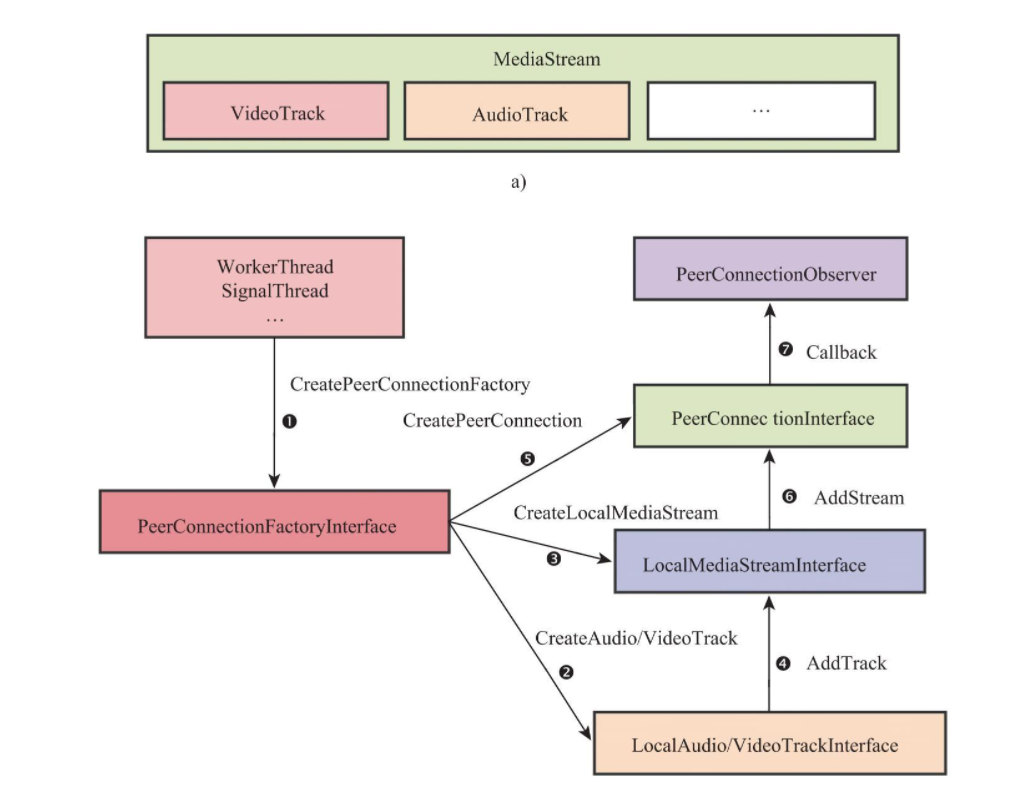 MediaStream
VideoTrack
AudioTrack
…
a)
WorkerThread
SignalThread
…
PeerConnectionObserver
❼ Callback
CreatePeerConnectionFactory
❶
CreatePeerConnection
❺
PeerConnec tionInterface
❻ AddStream
PeerConnectionFactoryInterface
CreateLocalMediaStream
❸
LocalMediaStreamInterface
CreateAudio/VideoTrack
❷
❹ AddTrack
LocalAudio/VideoTrackInterface